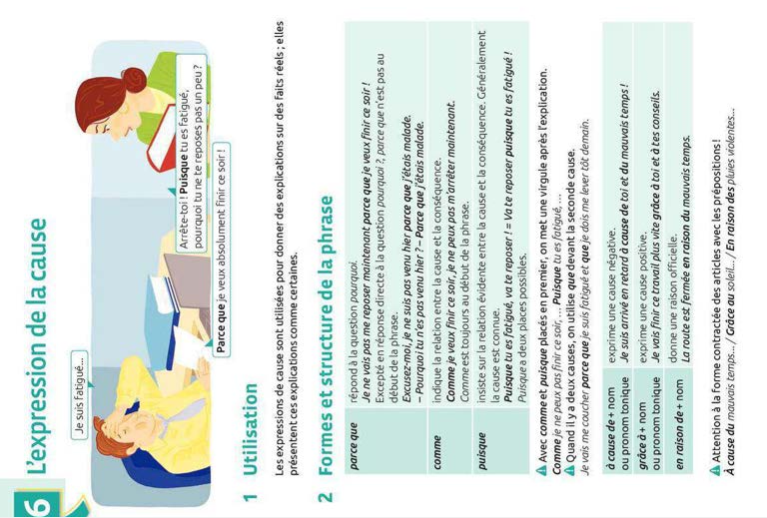 6 L'expression de la cause
Je suis fatigué...
Arrête-toi ! Puisque tu es fatigué,
pourquoi tu ne te reposes pas un peu ?
Parce que je veux absolument finir ce soir !
1 Utilisation
Les expressions de cause sont utilisées pour donner des explications sur des faits réels ; elles
présentent ces explications comme certaines.
2 Formes et structure de la phrase
parce que
répond à la question pourquoi.
Je ne vais pas me reposer maintenant parce que je veux finir ce soir !
Excepté en réponse directe à la question pourquoi ?, parce que n'est pas au
début de la phrase.
Excusez-moi, je ne suis pas venu hier parce que j'étais malade.
– Pourquoi tu n'es pas venu hier ? – Parce que j'étais malade.
comme
indique la relation entre la cause et la conséquence.
Comme je veux finir ce soir, je ne peux pas m'arrêter maintenant.
Comme est toujours au début de la phrase.
puisque
insiste sur la relation évidente entre la cause et la conséquence. Généralement
la cause est connue.
Puisque tu es fatigué, va te reposer ! = Va te reposer puisque tu es fatigué !
Puisque a deux places possibles.
Avec comme et puisque placés en premier, on met une virgule après l'explication.
Comme je ne peux pas finir ce soir, ... Puisque tu es fatigué, ...
Quand il y a deux causes, on utilise que devant la seconde cause.
Je vais me coucher parce que je suis fatigué et que je dois me lever tôt demain.
à cause de + nom
ou pronom tonique
exprime une cause négative.
Je suis arrivé en retard à cause de toi et du mauvais temps !
grâce à + nom
ou pronom tonique
exprime une cause positive.
Je vais finir ce travail plus vite grâce à toi et à tes conseils.
en raison de + nom
donne une raison officielle.
La route est fermée en raison du mauvais temps.
Attention à la forme contractée des articles avec les prépositions !
À cause du mauvais temps... / Grâce au soleil... / En raison des pluies violentes...